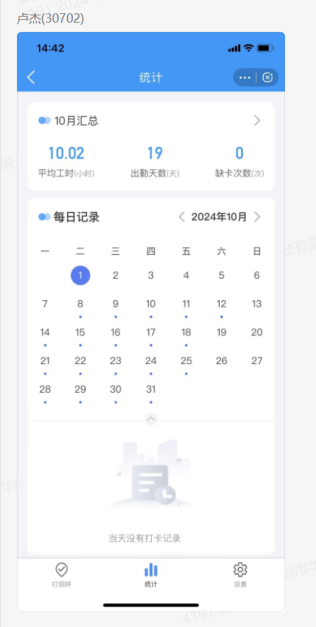 卢杰(30702)
14:42
统计
10月汇总
10.02 19 0
平均工时(小时) 出勤天数(天) 缺卡次数(次)
每日记录 2024年10月
一 二 三 四 五 六 日
1 2 3 4 5 6
7 8 9 10 11 12 13
14 15 16 17 18 19 20
21 22 23 24 25 26 27
28 29 30 31
当天没有打卡记录
打招呼 统计 设置